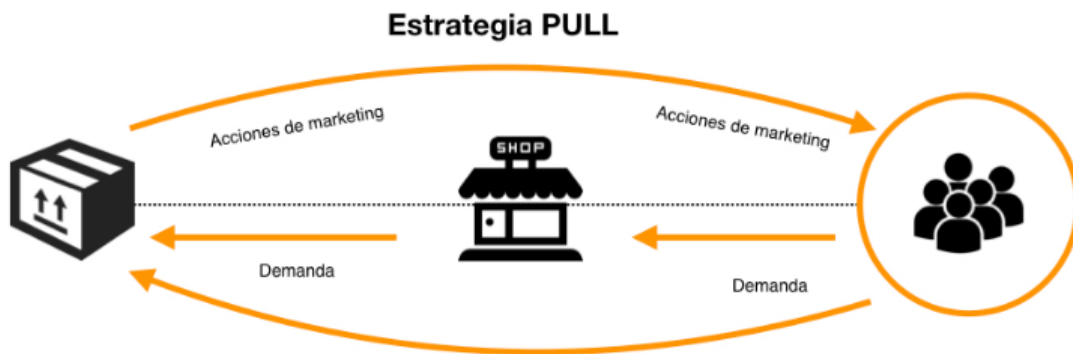 Estrategia PULL
Acciones de marketing
Acciones de marketing
SHOP
Demanda
Demanda